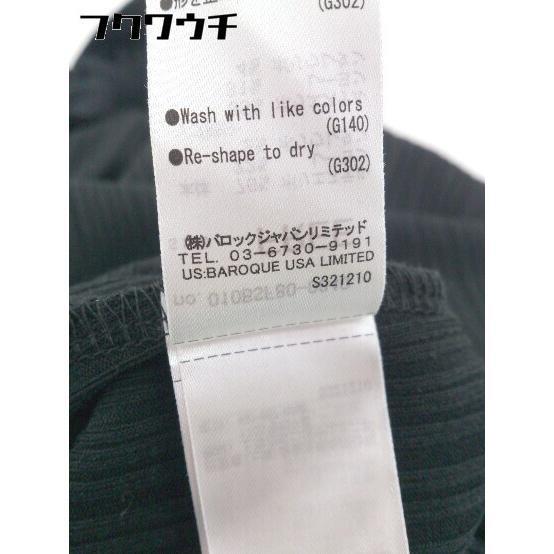 フクワウチ
(G302)
●Wash with like colors
(G140)
●Re-shape to dry
(G302)
㈱バロックジャパンリミテッド
TEL. 03-6730-9191
US:BAROQUE USA LIMITED
S321210